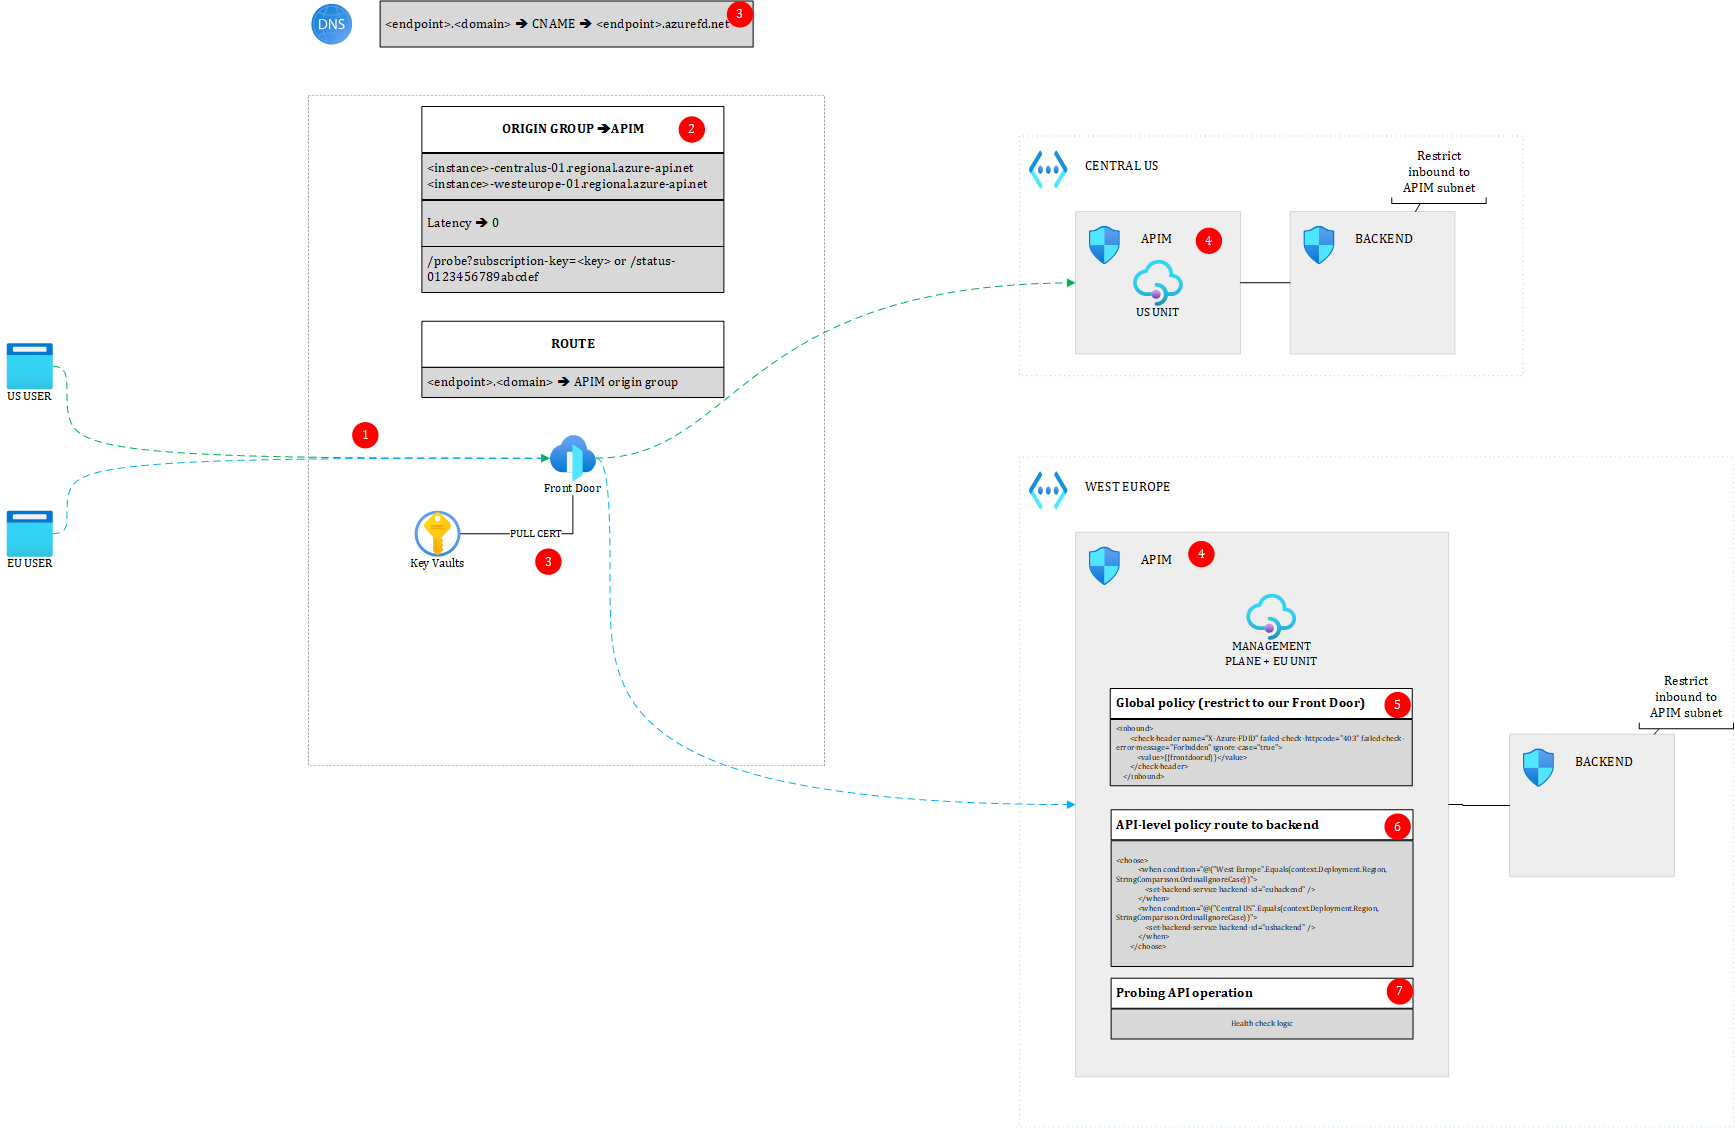 DNS
<endpoint>.<domain> 🡺 CNAME 🡺 <endpoint>.azurefd.net
3
ORIGIN GROUP 🡺APIM
2
<instance>-centralus-01.regional.azure-api.net
<instance>-westeurope-01.regional.azure-api.net
Latency 🡺 0
/probe?subscription-key=<key> or /status-
0123456789abcdef
ROUTE
<endpoint>.<domain> 🡺 APIM origin group
US USER
EU USER
1
Front Door
PULL CERT
Key Vaults
3
CENTRAL US
Restrict
inbound to
APIM subnet
APIM
4
US UNIT
BACKEND
WEST EUROPE
APIM
4
MANAGEMENT
PLANE + EU UNIT
Global policy (restrict to our Front Door)
5
<inbound>
<check-header name="X-Azure-FDID" failed-check-httpcode="403" failed-check-
error-message="Forbidden" ignore-case="true">
<value>{{frontdoorid}}</value>
</check-header>
</inbound>
API-level policy route to backend
6
<choose>
<when condition="@("West Europe".Equals(context.Deployment.Region,
StringComparison.OrdinalIgnoreCase))">
<set-backend-service backend-id="eubackend" />
</when>
<when condition="@("Central US".Equals(context.Deployment.Region,
StringComparison.OrdinalIgnoreCase))">
<set-backend-service backend-id="usbackend" />
</when>
</choose>
Probing API operation
7
Health check logic
Restrict
inbound to
APIM subnet
BACKEND